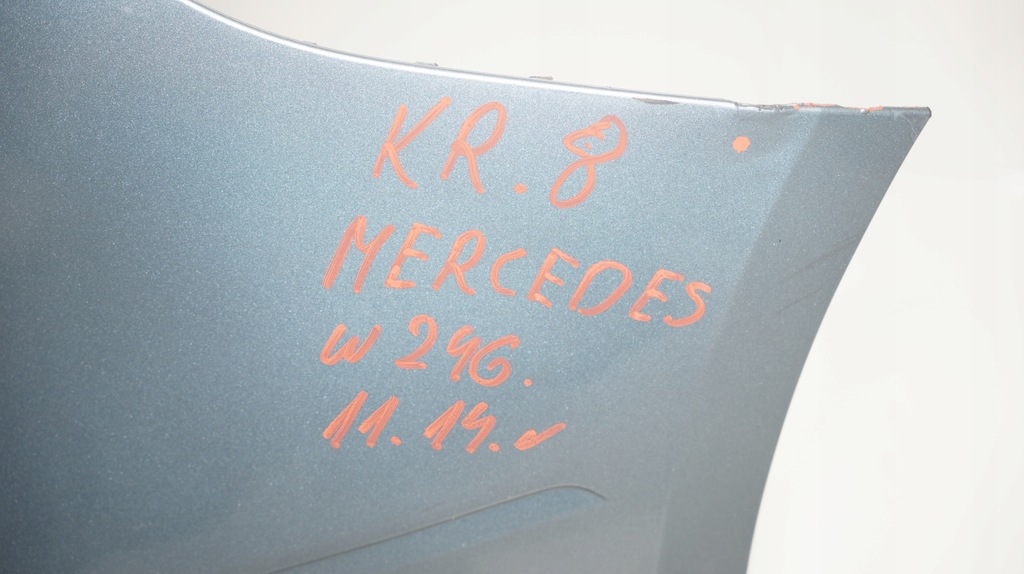 KR. 8
MERCEDES
W 246.
11. 14. ✓